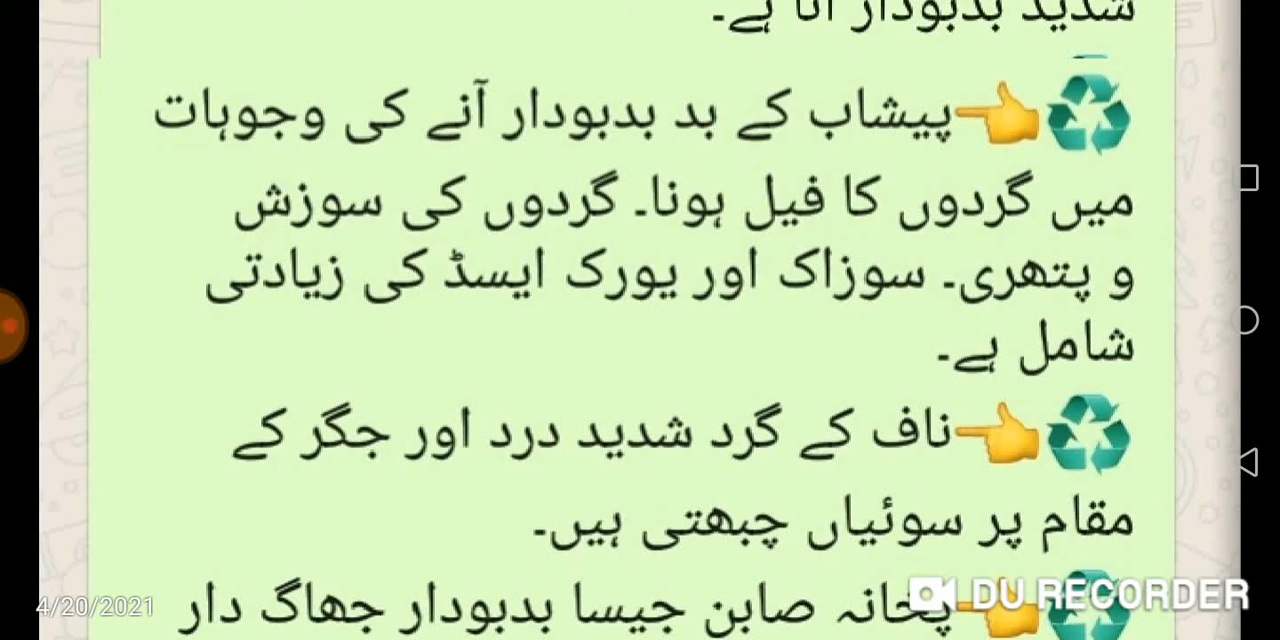 شدید بدبودار آتا ہے۔
♻️👈پیشاب کے بد بدبودار آنے کی وجوہات
میں گردوں کا فیل ہونا۔ گردوں کی سوزش
و پتھری۔ سوزاک اور یورک ایسڈ کی زیادتی
شامل ہے۔
♻️👈ناف کے گرد شدید درد اور جگر کے
مقام پر سوئیاں چبھتی ہیں۔
♻️👈پخانہ صابن جیسا بدبودار جھاگ دار
DU RECORDER
4/20/2021